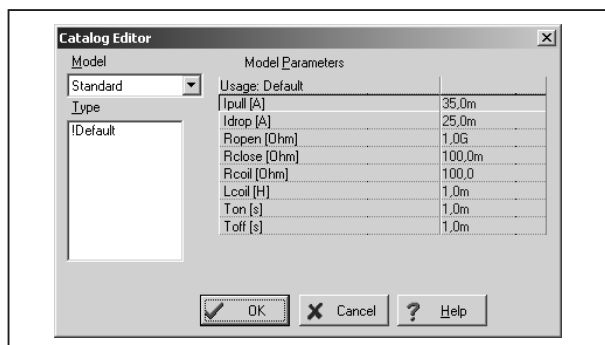 Catalog Editor
Model
Model Parameters
Standard
Usage: Default
Type
!Default
Ipull [A] 35,0m
Idrop [A] 25,0m
Ropen [Ohm] 1,0G
Rclose [Ohm] 100,0m
Rcoil [Ohm] 100,0
Lcoil [H] 1,0m
Ton [s] 1,0m
Toff [s] 1,0m
OK
Cancel
? Help